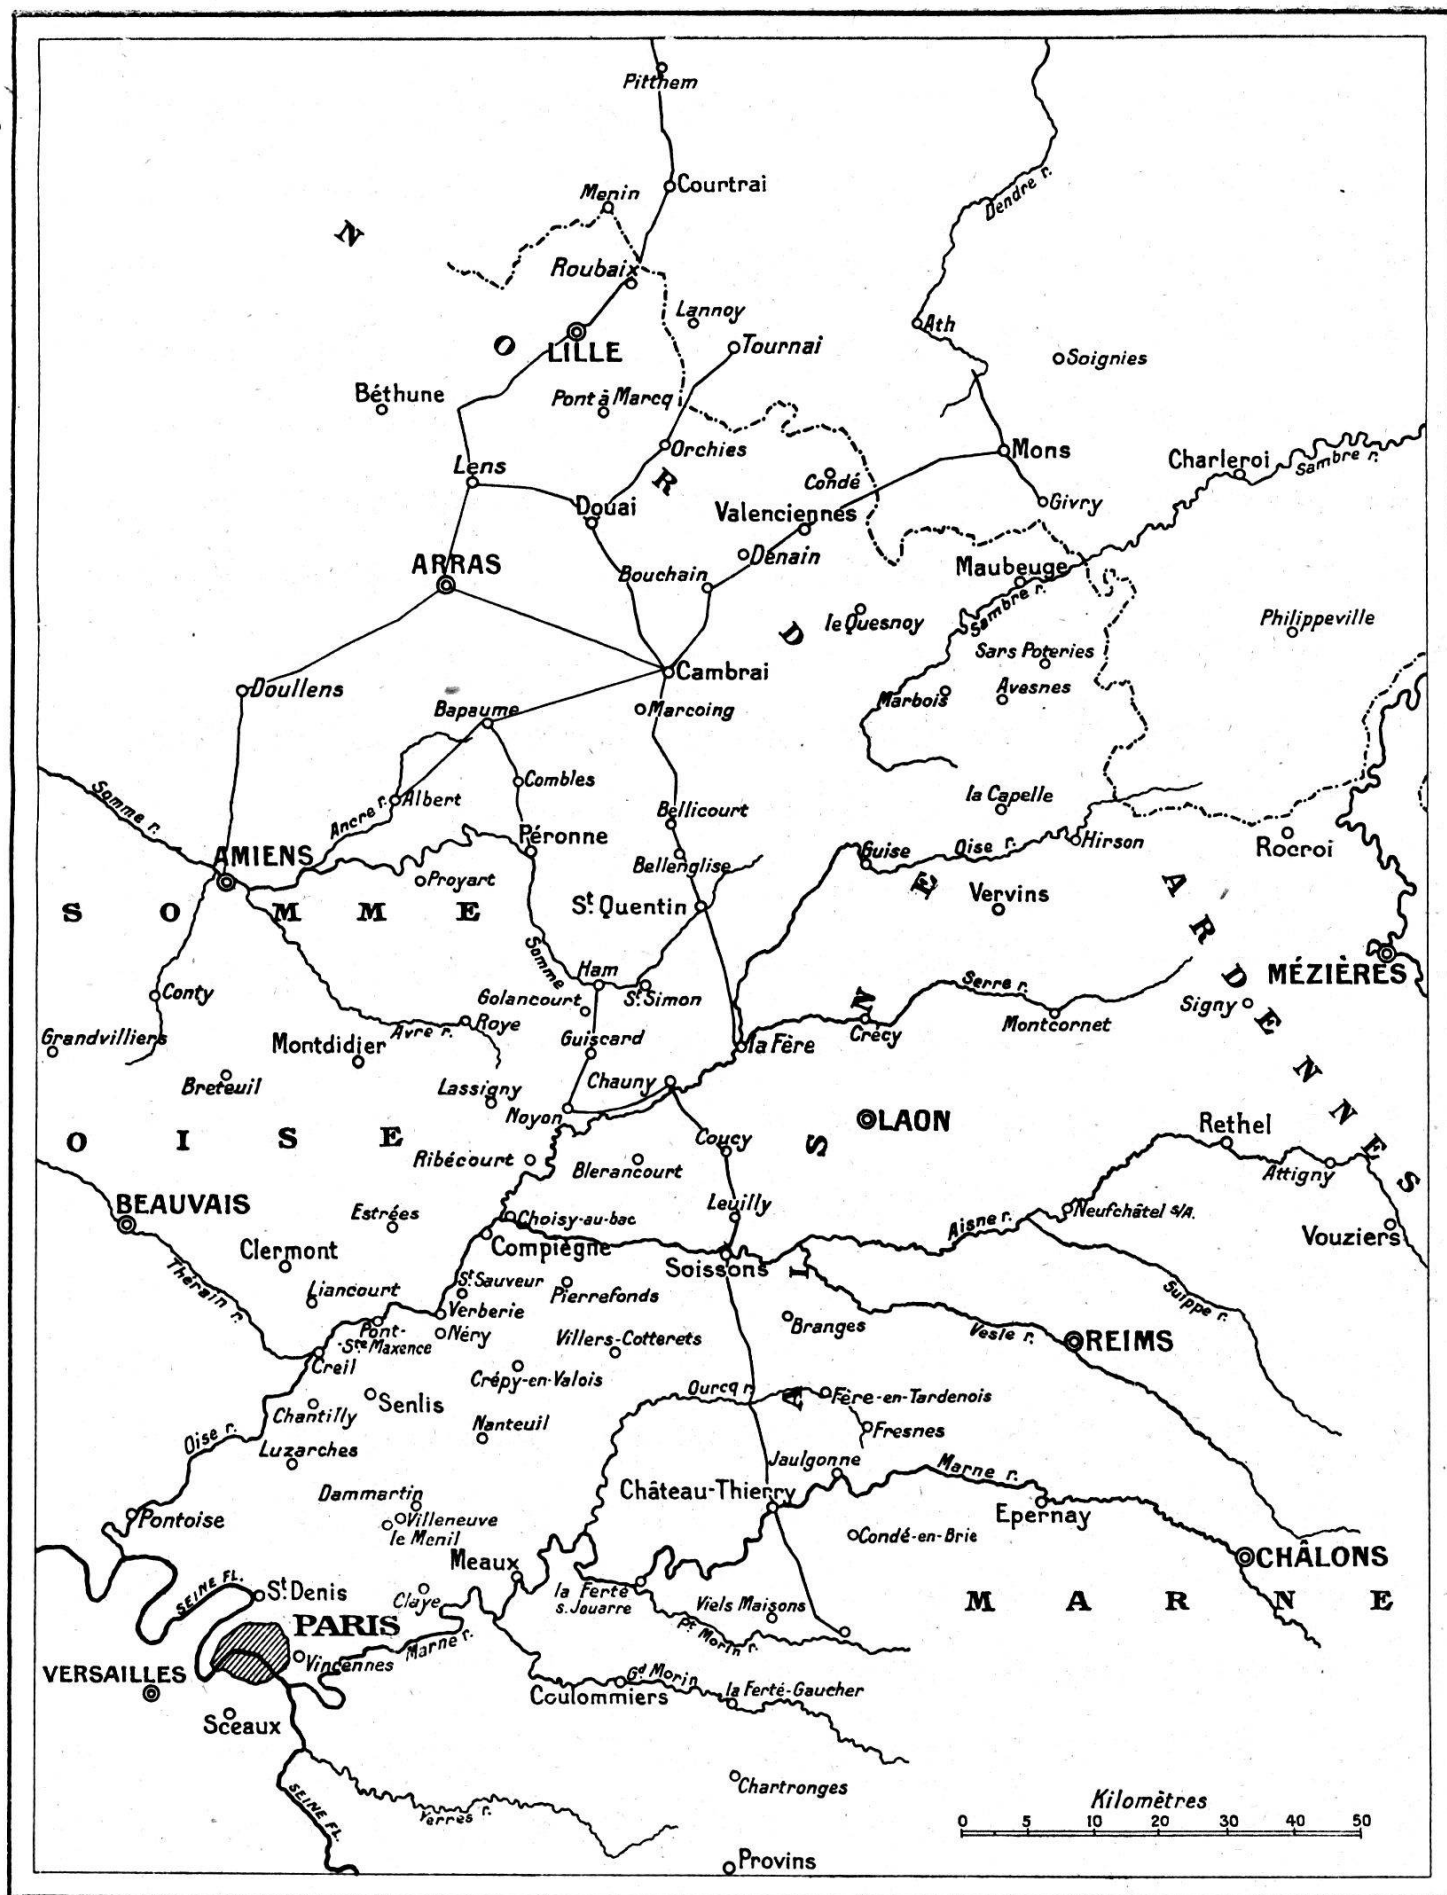 Pitthem
Courtrai
Menin
Dendre r.
N
Roubaix
Lannoy
Ath
O
LILLE
Tournai
Soignies
Béthune
Pont à Marcq
Orchies
Mons
Charleroi
Sambre r.
Lens
R
Condé
Douai
Valenciennes
Givry
ARRAS
Bouchain
Denain
Maubeuge
Sambre r.
le Quesnoy
Philippeville
D
Sars Poteries
Cambrai
Doullens
Marbois
Avesnes
Bapaume
Marcoing
Combles
la Capelle
Somme r.
Ancre r.
Albert
Bellicourt
Péronne
Guise
Oise r.
Hirson
Rocroi
AMIENS
Bellenglise
Proyart
E
Vervins
S O M M E
St. Quentin
A R D E N N E S
Somme
Ham
MÉZIÈRES
Conty
Golancourt
St. Simon
Serre r.
Signy
N
Grandvilliers
Montdidier
Avre r.
Roye
Guiscard
la Fère
Crécy
Montcornet
Breteuil
Lassigny
Chauny
Noyon
LAON
Rethel
O I S E
Coucy
S
Ribécourt
Blerancourt
Attigny
BEAUVAIS
Estrées
Choisy-au-bac
Leuilly
Aisne r.
Neufchâtel s/A.
Clermont
Compiègne
Soissons
I
Vouziers
Thérain r.
Liancourt
St Sauveur
Pierrefonds
Suippe r.
Verberie
Branges
Vesle r.
REIMS
Pont-
-Ste Maxence
Néry
Villers-Cotterets
Creil
Crépy-en-Valois
Chantilly
Senlis
Ourcq r.
A
Fère-en-Tardenois
Oise r.
Nanteuil
Fresnes
Luzarches
Jaulgonne
Marne r.
Dammartin
Château-Thierry
Epernay
Pontoise
Villeneuve
le Menil
Condé-en-Brie
Meaux
CHÂLONS
SEINE FL.
St. Denis
Claye
la Ferté
s. Jouarre
Viels Maisons
M A R N E
PARIS
Marne r.
Pt Morin r.
Vincennes
VERSAILLES
Gd Morin
la Ferté-Gaucher
Coulommiers
Sceaux
Chartronges
SEINE FL.
Yerres r.
Kilomètres
0 5 10 20 30 40 50
Provins